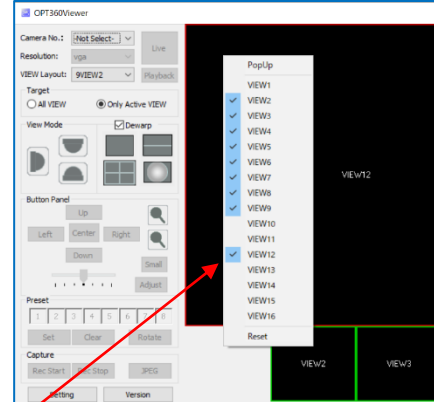 OPT360Viewer
Camera No.: -Not Select-
Live
Resolution: vga
VIEW Layout: 9VIEW2 Playback
Target
All VIEW Only Active VIEW
View Mode Dewarp
Button Panel
Up
Left Center Right
Down
Small
Adjust
Preset
1 2 3 4 5 6 7 8
Set Clear Rotate
Capture
Rec Start Rec Stop JPEG
Setting Version
PopUp
VIEW1
VIEW2
VIEW3
VIEW4
VIEW5
VIEW6
VIEW7
VIEW8
VIEW9
VIEW10
VIEW11
VIEW12
VIEW13
VIEW14
VIEW15
VIEW16
Reset
VIEW12
VIEW2 VIEW3